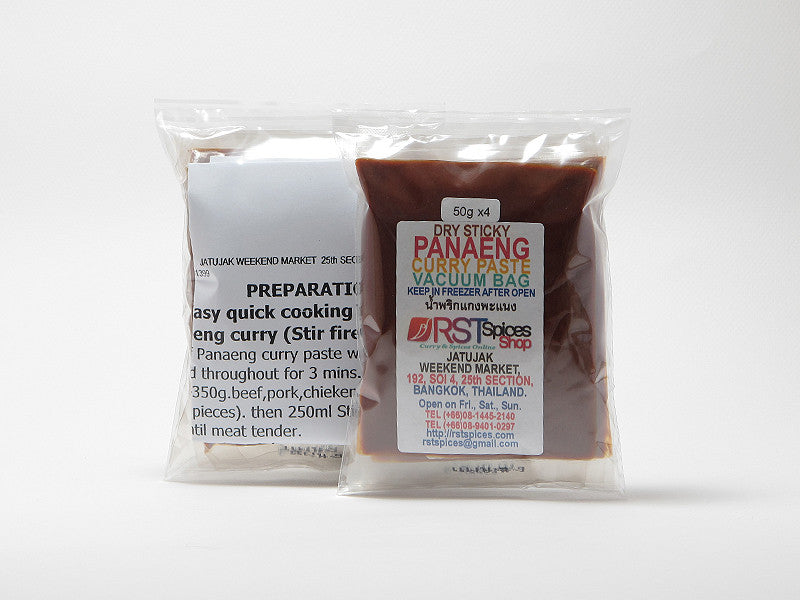 JATUJAK WEEKEND MARKET 25th SEC
1399
PREPARATI
asy quick cooking
eng curry (Stir fire
Panaeng curry paste w
d throughout for 3 mins.
350g.beef,pork,chieken
pieces). then 250ml
til meat tender.
50g x4
DRY STICKY
PANAENG
CURRY PASTE
VACUUM BAG
KEEP IN FREEZER AFTER OPEN
น้ำพริกแกงพะแนง
RST Spices
Shop
Curry & Spices Online
JATUJAK
WEEKEND MARKET,
192, SOI 4, 25th SECTION,
BANGKOK, THAILAND.
Open on Fri., Sat., Sun.
TEL (+66)08-1445-2140
TEL (+66)08-9401-0297
http://rstspices.com
rstspices@gmail.com